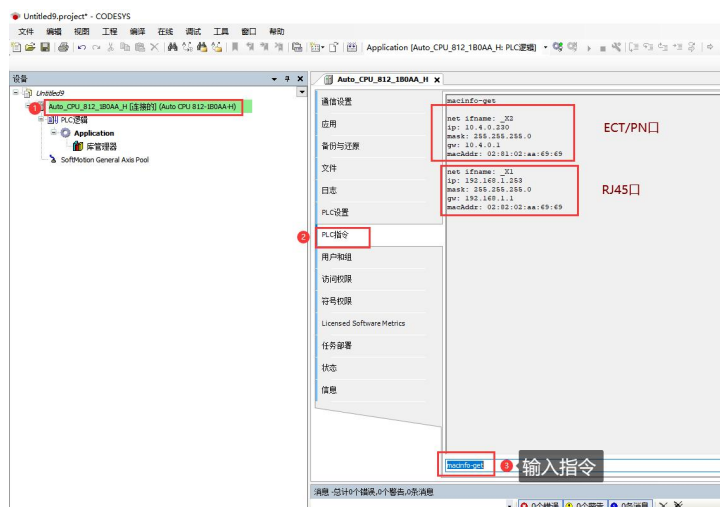 Untitled9.project* - CODESYS
文件 编辑 视图 工程 编译 在线 调试 工具 窗口 帮助
Application [Auto_CPU_812_1B0AA_H: PLC逻辑]
设备
Untitled9
1 Auto_CPU_812_1B0AA_H [连接的] (Auto CPU 812-1B0AA-H)
PLC逻辑
Application
库管理器
SoftMotion General Axis Pool
Auto_CPU_812_1B0AA_H
通信设置
应用
备份与还原
文件
日志
PLC设置
2 PLC指令
用户和组
访问权限
符号权限
Licensed Software Metrics
任务部署
状态
信息
macinfo-get
net ifname: _X2
ip: 10.4.0.230
mask: 255.255.255.0
gw: 10.4.0.1
macAddr: 02:81:02:aa:69:69
ECT/PN口
net ifname: _X1
ip: 192.168.1.253
mask: 255.255.255.0
gw: 192.168.1.1
macAddr: 02:82:02:aa:69:69
RJ45口
macinfo-get
3 输入指令
消息 -总计0个错误,0个警告,0条消息
0个错误 0个警告 0条消息